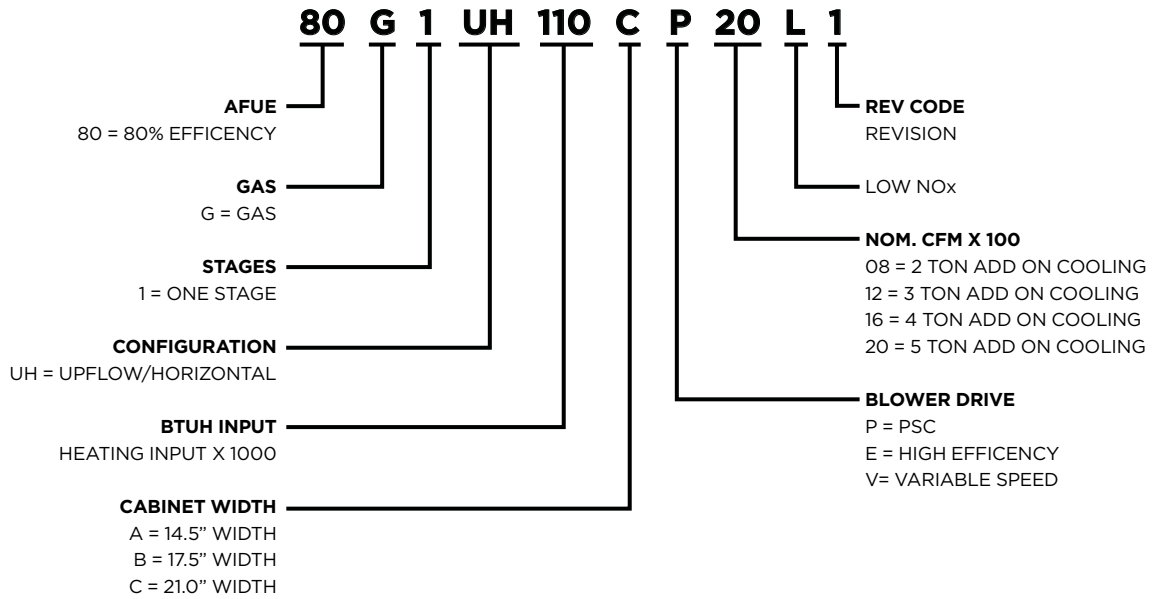 80 G 1 UH 110 C P 20 L 1
AFUE
80 = 80% EFFICENCY
GAS
G = GAS
STAGES
1 = ONE STAGE
CONFIGURATION
UH = UPFLOW/HORIZONTAL
BTUH INPUT
HEATING INPUT X 1000
CABINET WIDTH
A = 14.5” WIDTH
B = 17.5” WIDTH
C = 21.0” WIDTH
REV CODE
REVISION
LOW NOx
NOM. CFM X 100
08 = 2 TON ADD ON COOLING
12 = 3 TON ADD ON COOLING
16 = 4 TON ADD ON COOLING
20 = 5 TON ADD ON COOLING
BLOWER DRIVE
P = PSC
E = HIGH EFFICENCY
V= VARIABLE SPEED